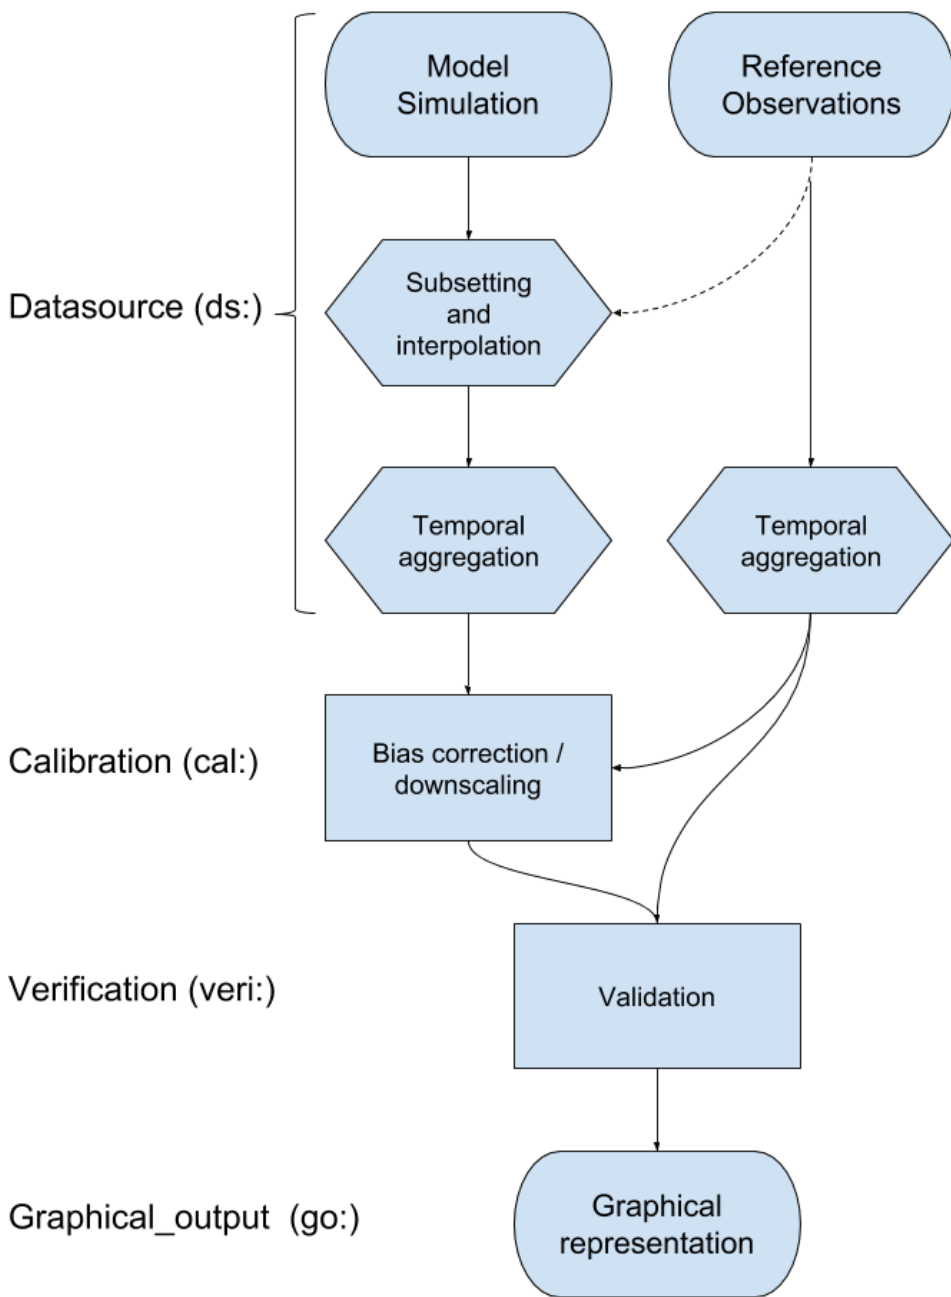 Model
Simulation
Reference
Observations
Datasource (ds:)
Subsetting
and
interpolation
Temporal
aggregation
Temporal
aggregation
Calibration (cal:)
Bias correction /
downscaling
Verification (veri:)
Validation
Graphical_output  (go:)
Graphical
representation